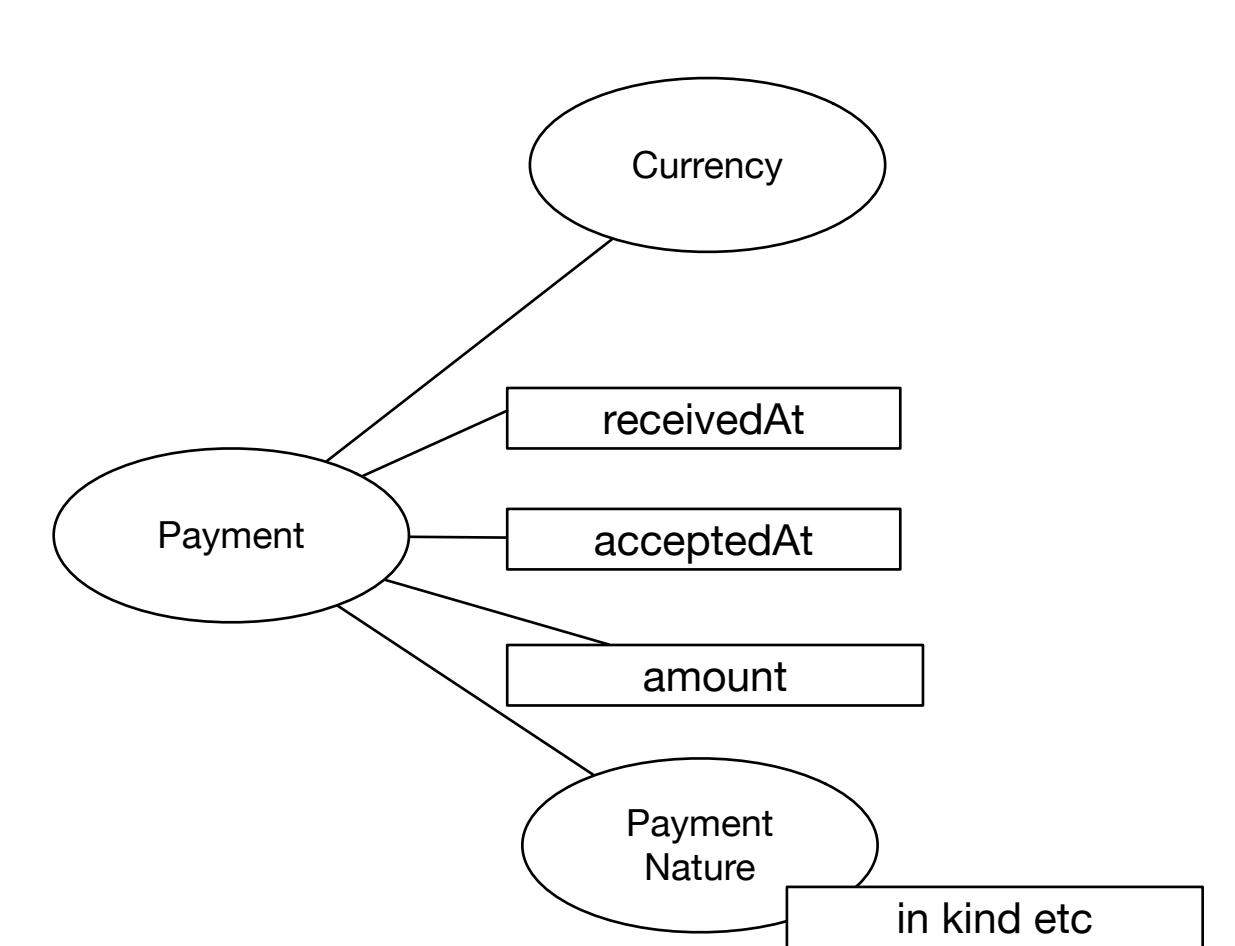 Currency
receivedAt
Payment
acceptedAt
amount
Payment
Nature
in kind etc